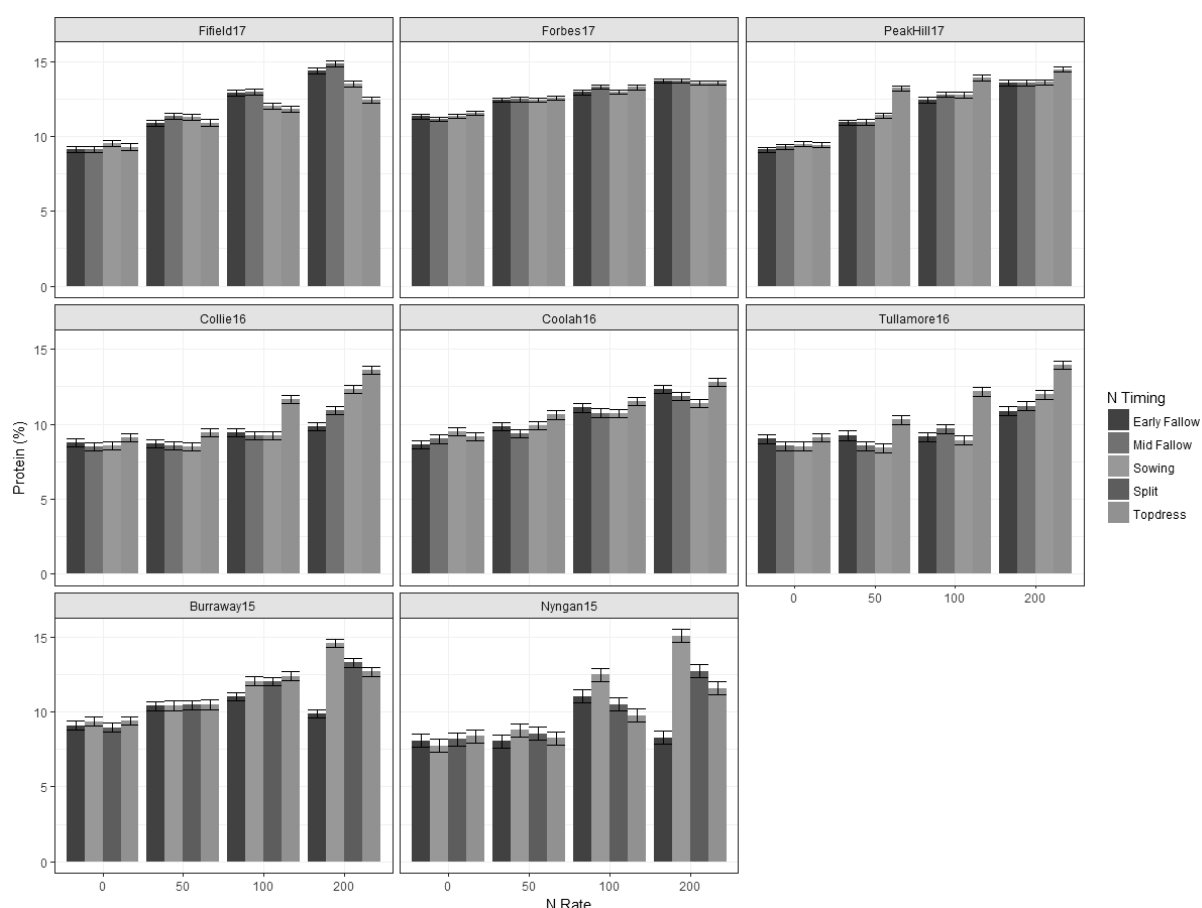 Fifield17
Forbes17
PeakHill17
15
10
5
0
Collie16
Coolah16
Tullamore16
15
10
5
0
Protein (%)
N Timing
Early Fallow
Mid Fallow
Sowing
Split
Topdress
0 50 100 200
Burraway15
Nyngan15
15
10
5
0
0 50 100 200
0 50 100 200
N Rate